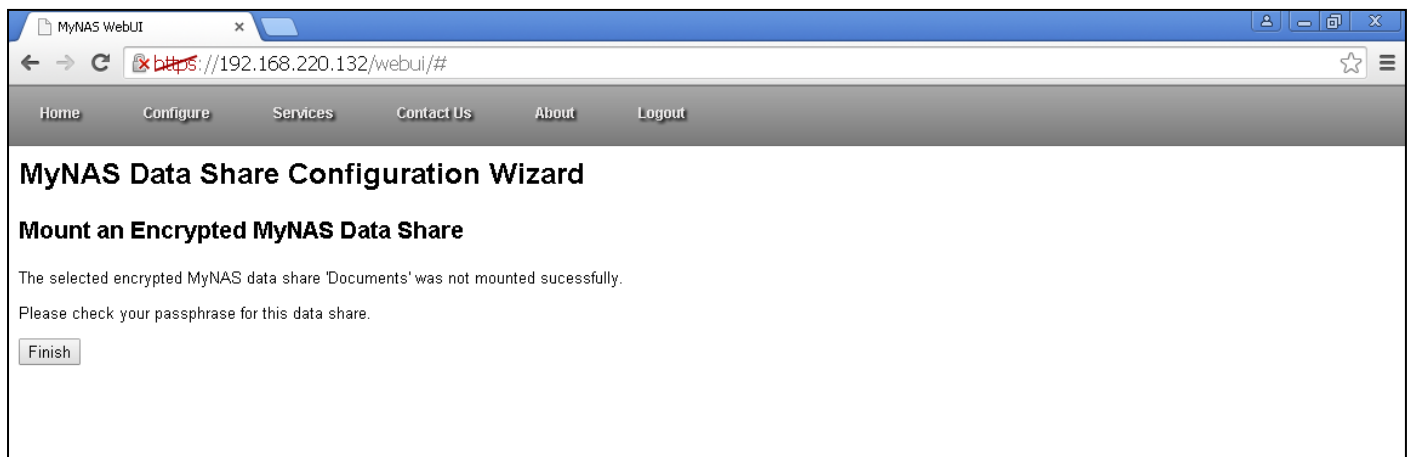 MyNAS WebUI
https://192.168.220.132/webui/#
Home Configure Services Contact Us About Logout
MyNAS Data Share Configuration Wizard
Mount an Encrypted MyNAS Data Share
The selected encrypted MyNAS data share 'Documents' was not mounted sucessfully.
Please check your passphrase for this data share.
Finish